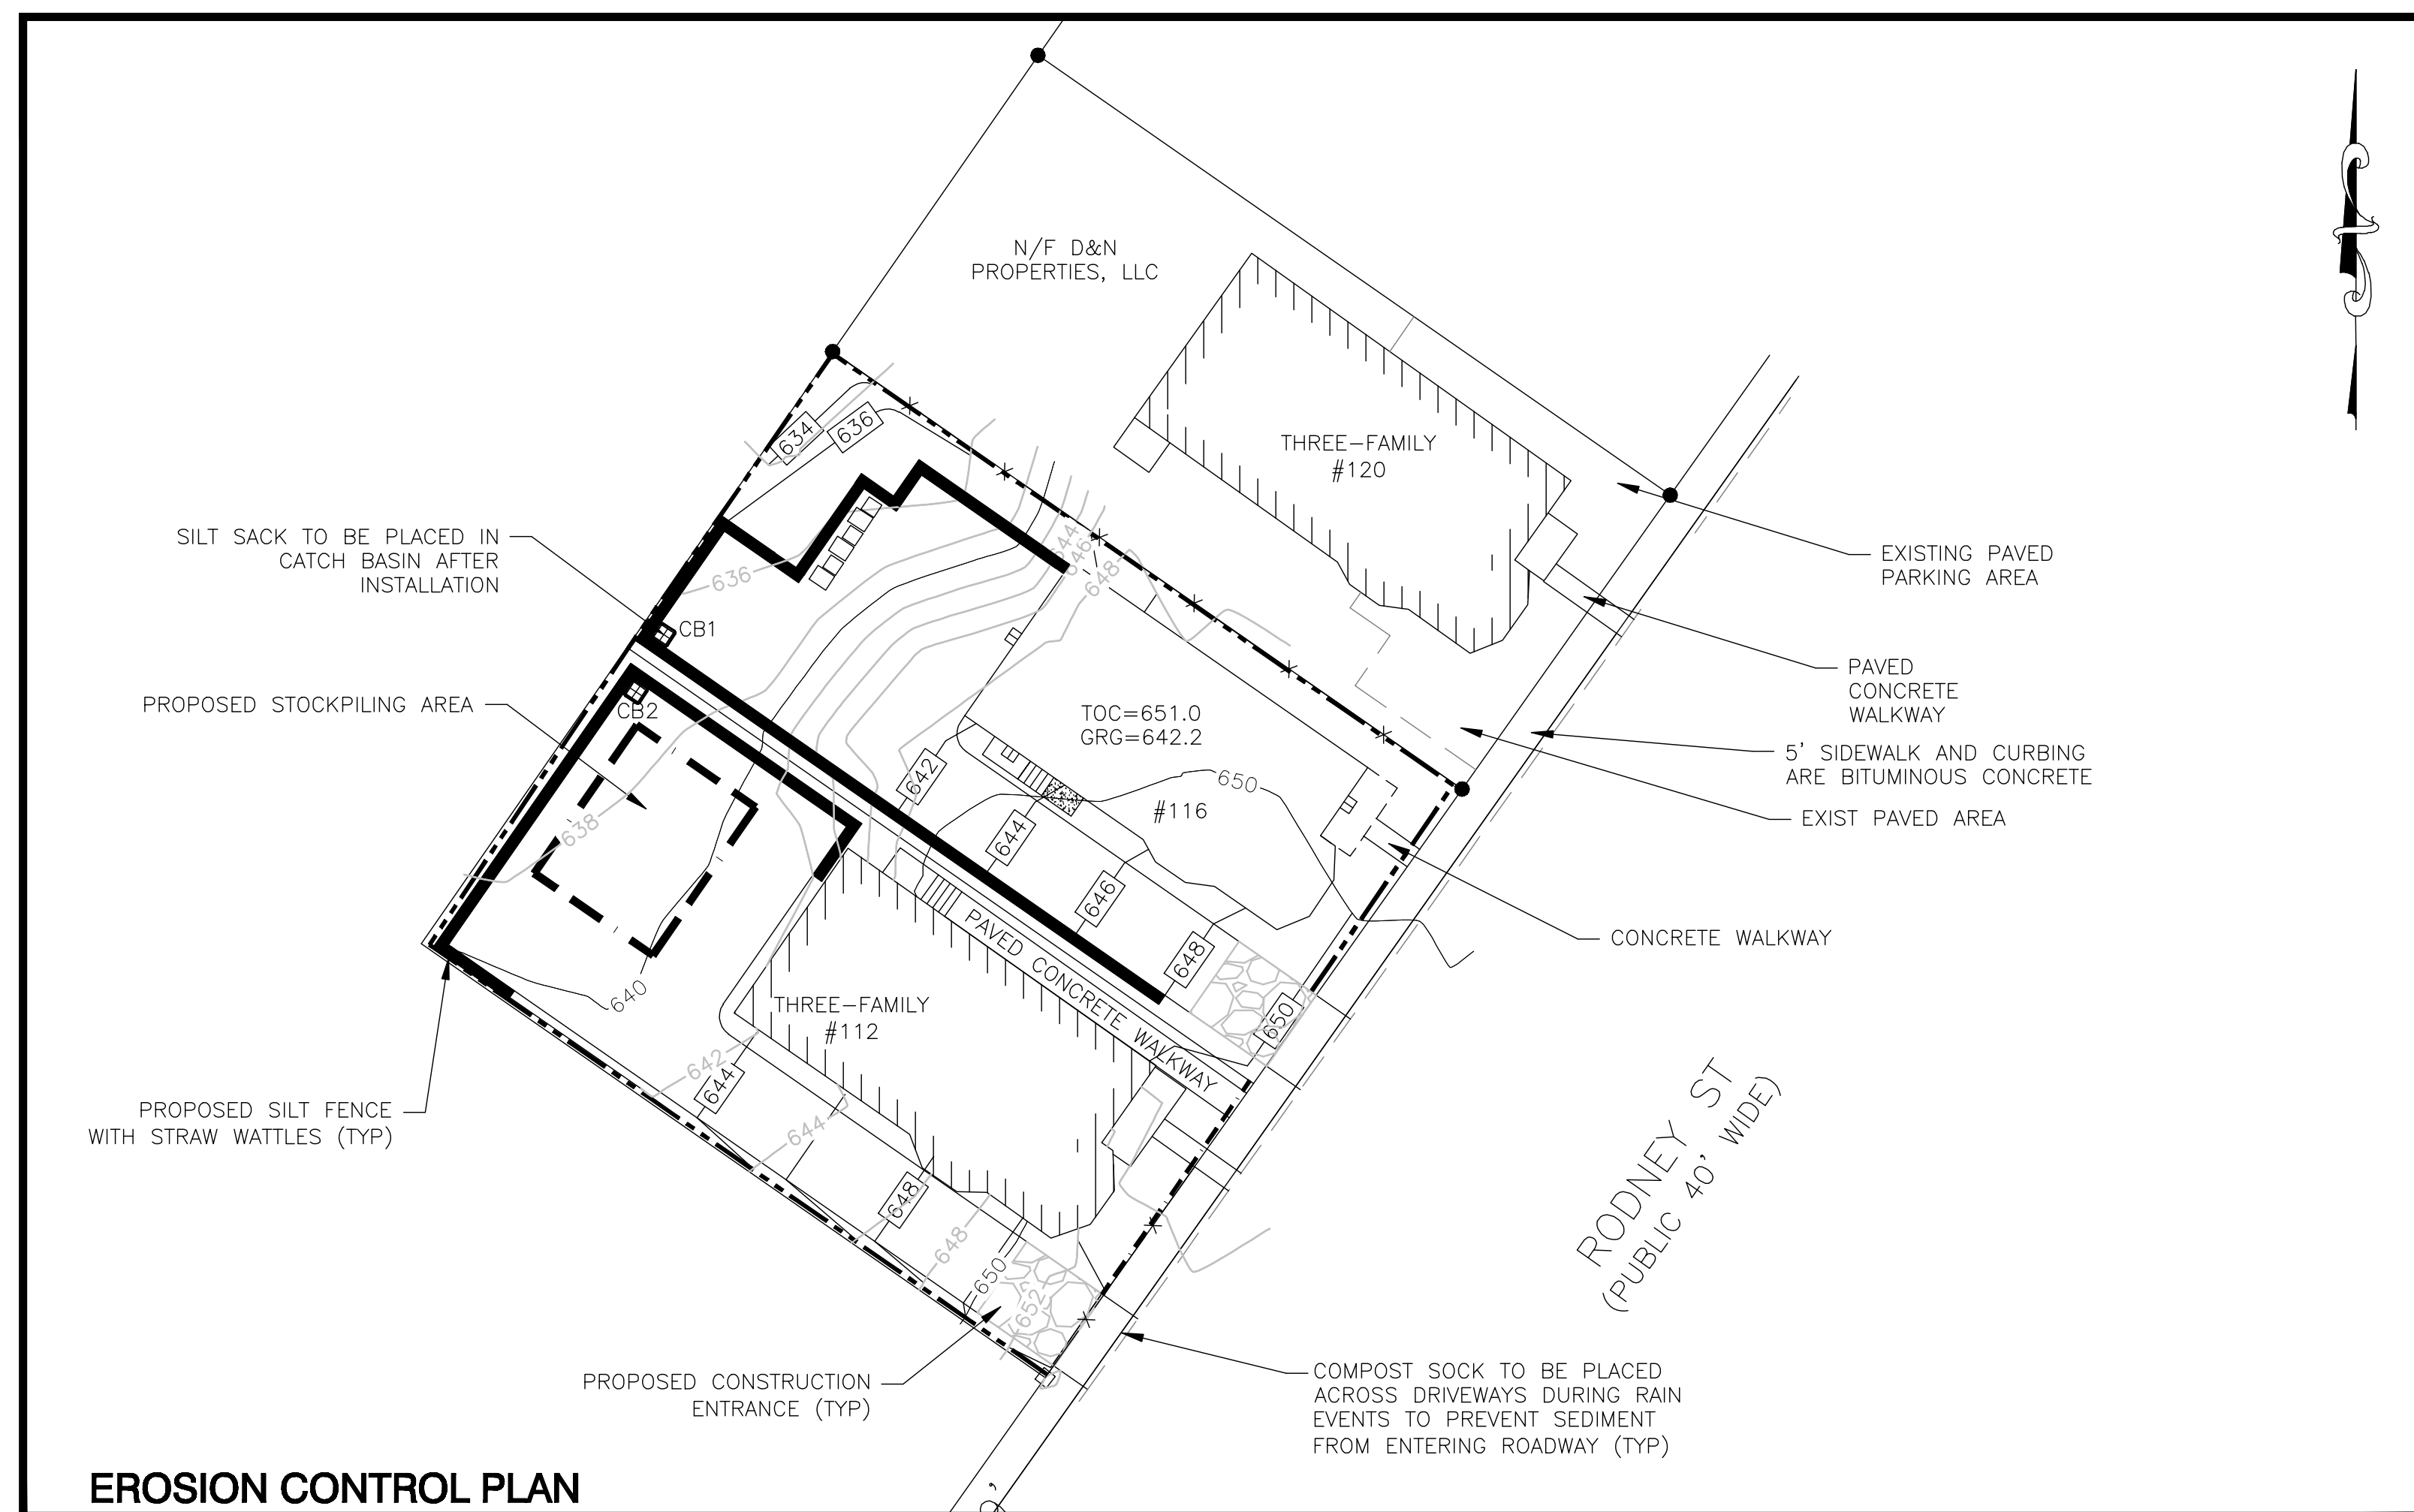 N/F D&N
PROPERTIES, LLC
THREE-FAMILY
#120
634
636
SILT SACK TO BE PLACED IN
CATCH BASIN AFTER
INSTALLATION
636
644
646
648
CB1
EXISTING PAVED
PARKING AREA
PAVED
CONCRETE
WALKWAY
PROPOSED STOCKPILING AREA
CB2
TOC=651.0
GRG=642.2
5' SIDEWALK AND CURBING
ARE BITUMINOUS CONCRETE
642
650
#116
EXIST PAVED AREA
638
644
646
648
CONCRETE WALKWAY
PAVED CONCRETE WALKWAY
640
THREE-FAMILY
#112
650
642
644
644
PROPOSED SILT FENCE
WITH STRAW WATTLES (TYP)
648
648
650
652
RODNEY ST
(PUBLIC 40' WIDE)
PROPOSED CONSTRUCTION
ENTRANCE (TYP)
COMPOST SOCK TO BE PLACED
ACROSS DRIVEWAYS DURING RAIN
EVENTS TO PREVENT SEDIMENT
FROM ENTERING ROADWAY (TYP)
EROSION CONTROL PLAN